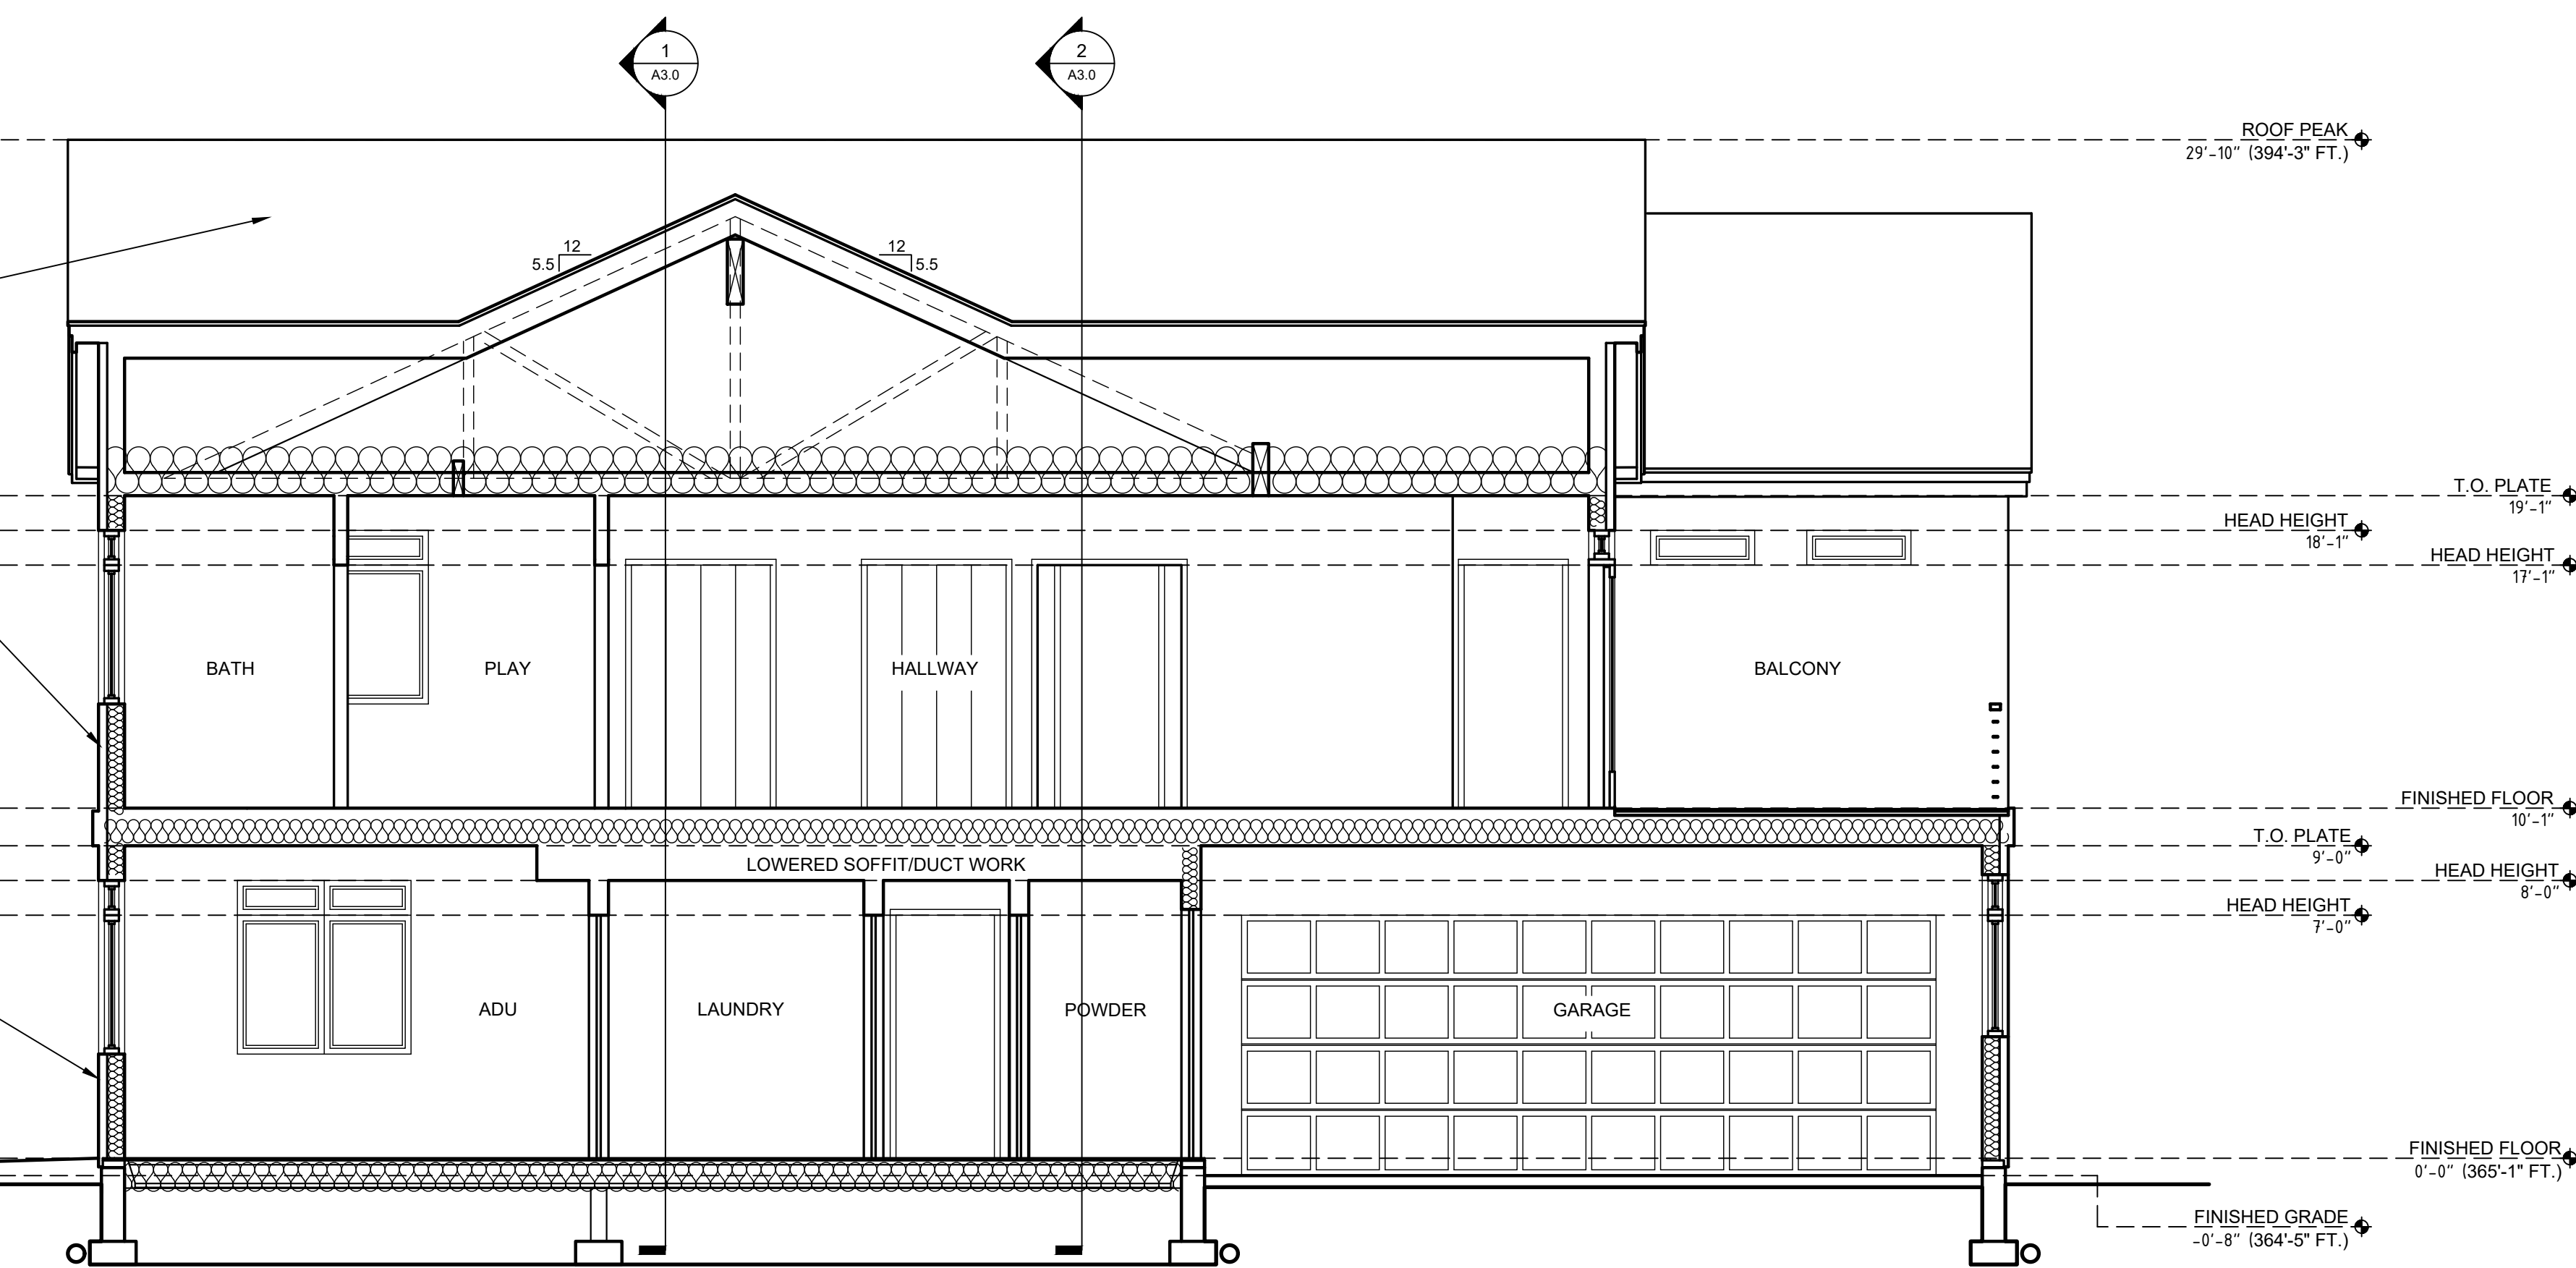 1
A3.0
2
A3.0
ROOF PEAK
29'-10" (394'-3" FT.)
12
5.5
12
5.5
T.O. PLATE
19'-1"
HEAD HEIGHT
18'-1"
HEAD HEIGHT
17'-1"
BATH
PLAY
HALLWAY
BALCONY
FINISHED FLOOR
10'-1"
T.O. PLATE
9'-0"
LOWERED SOFFIT/DUCT WORK
HEAD HEIGHT
8'-0"
HEAD HEIGHT
7'-0"
ADU
LAUNDRY
POWDER
GARAGE
FINISHED FLOOR
0'-0" (365'-1" FT.)
FINISHED GRADE
-0'-8" (364'-5" FT.)